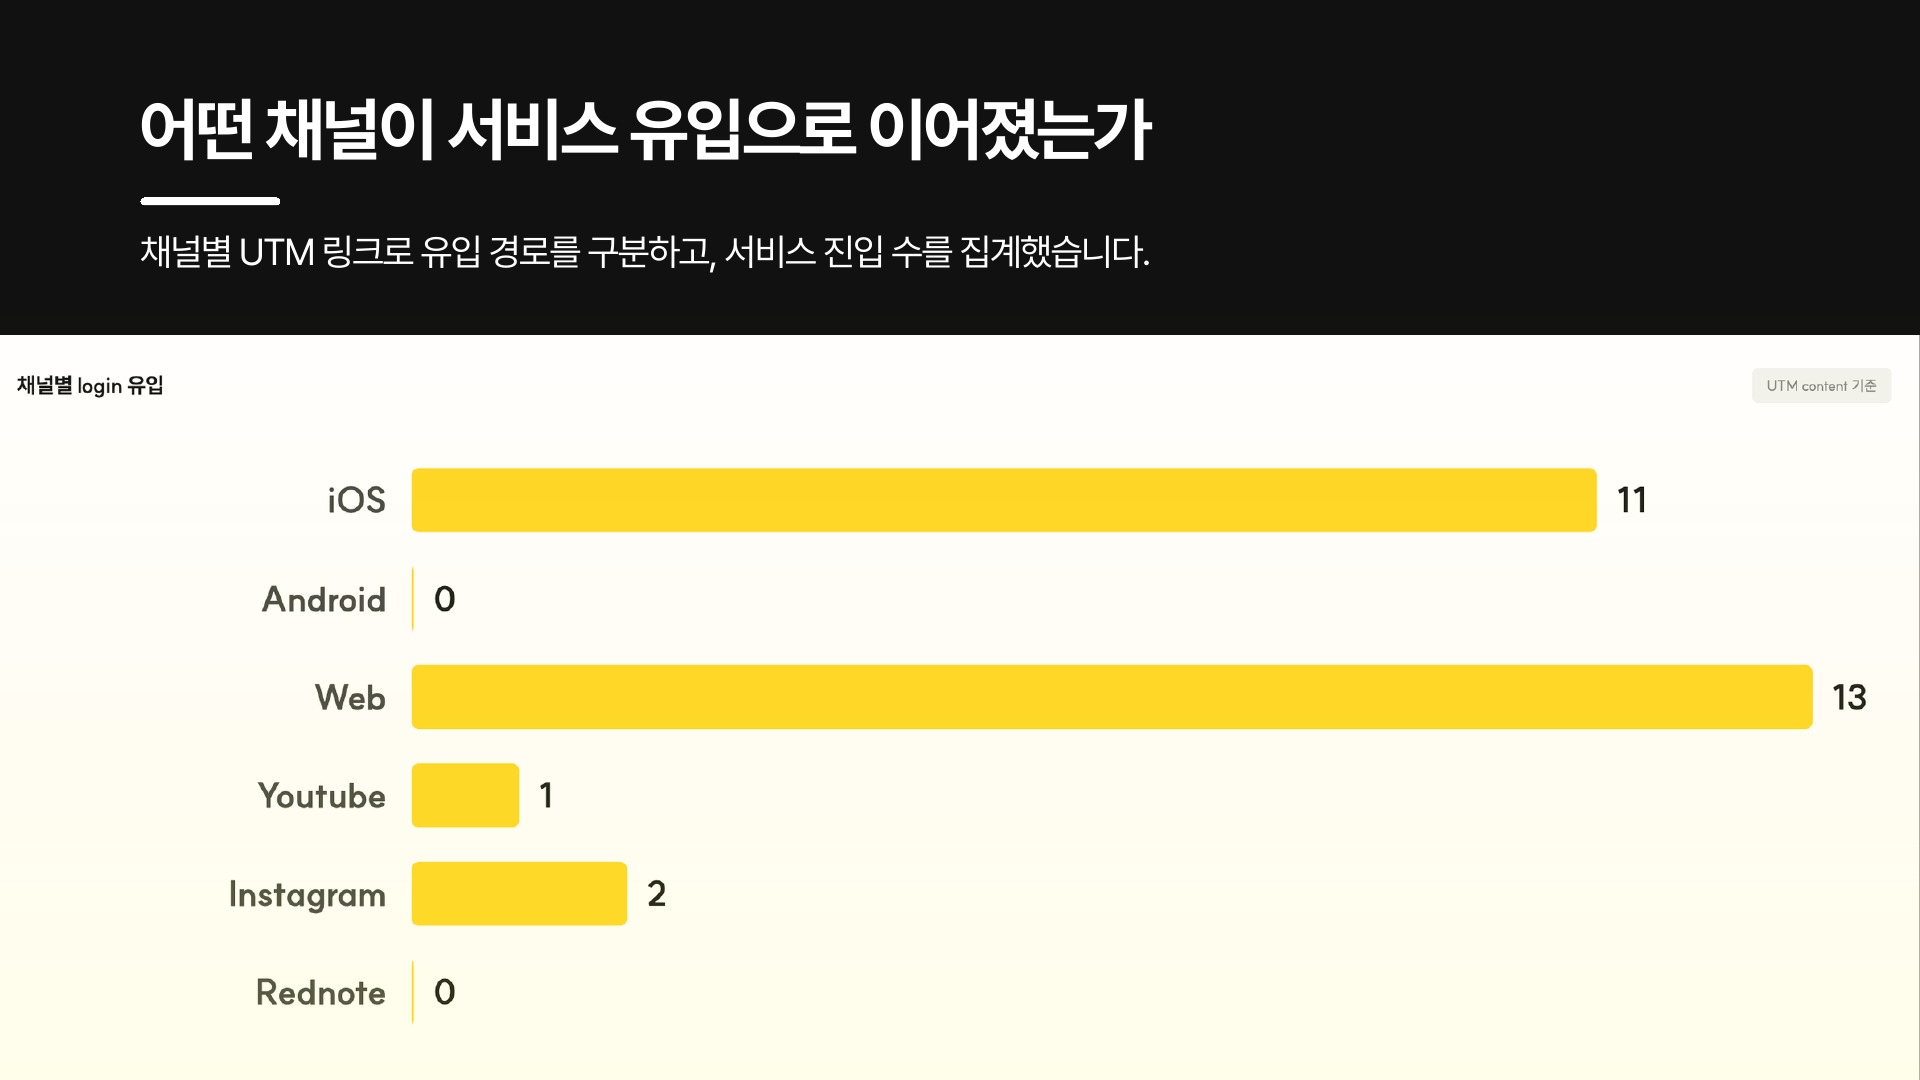 어떤 채널이 서비스 유입으로 이어졌는가
채널별 UTM 링크로 유입 경로를 구분하고, 서비스 진입 수를 집계했습니다.
채널별 login 유입
UTM content 기준
iOS 11
Android 0
Web 13
Youtube 1
Instagram 2
Rednote 0